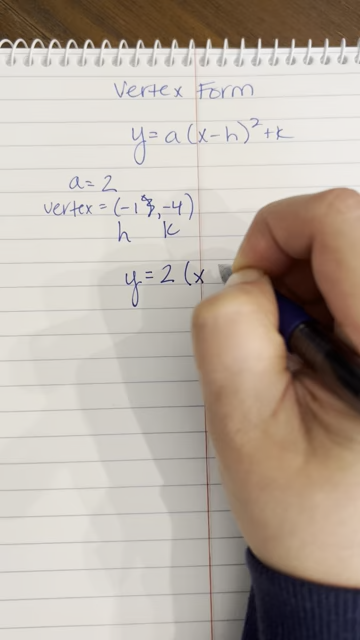 Vertex Form
y = a(x-h)²+k
a = 2
vertex = (-1, -4)
h k
y = 2(x